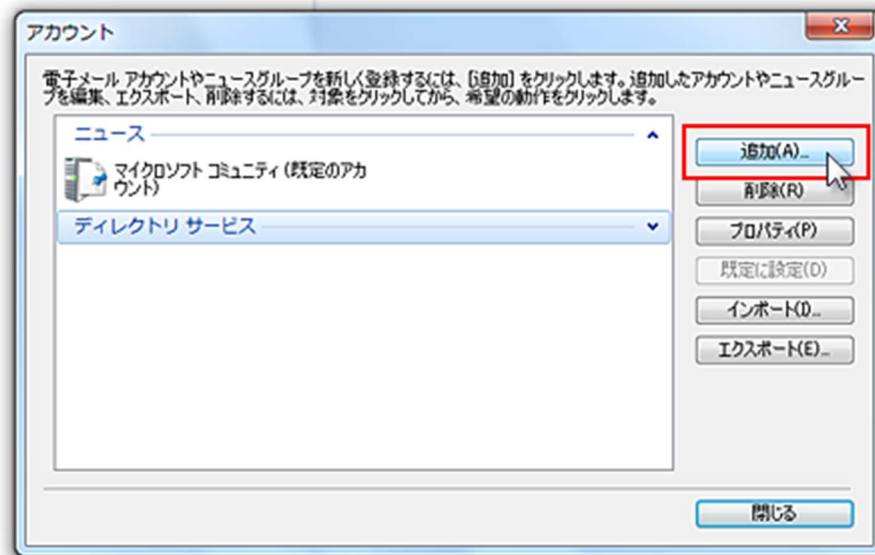 アカウント
電子メール アカウントやニュースグループを新しく登録するには、[追加] をクリックします。追加したアカウントやニュースグルー
プを編集、エクスポート、削除するには、対象をクリックしてから、希望の動作をクリックします。
ニュース
マイクロソフト コミュニティ (既定のアカ
ウント)
ディレクトリ サービス
追加(A)...
削除(R)
プロパティ(P)
既定に設定(D)
インポート(I)...
エクスポート(E)...
閉じる